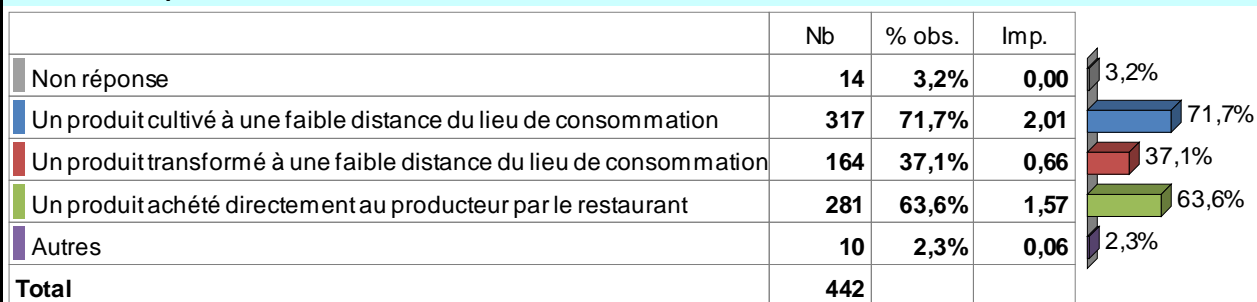 Nb % obs. Imp.
Non réponse 14 3,2% 0,00 3,2%
Un produit cultivé à une faible distance du lieu de consommation 317 71,7% 2,01 71,7%
Un produit transformé à une faible distance du lieu de consommation 164 37,1% 0,66 37,1%
Un produit achété directement au producteur par le restaurant 281 63,6% 1,57 63,6%
Autres 10 2,3% 0,06 2,3%
Total 442